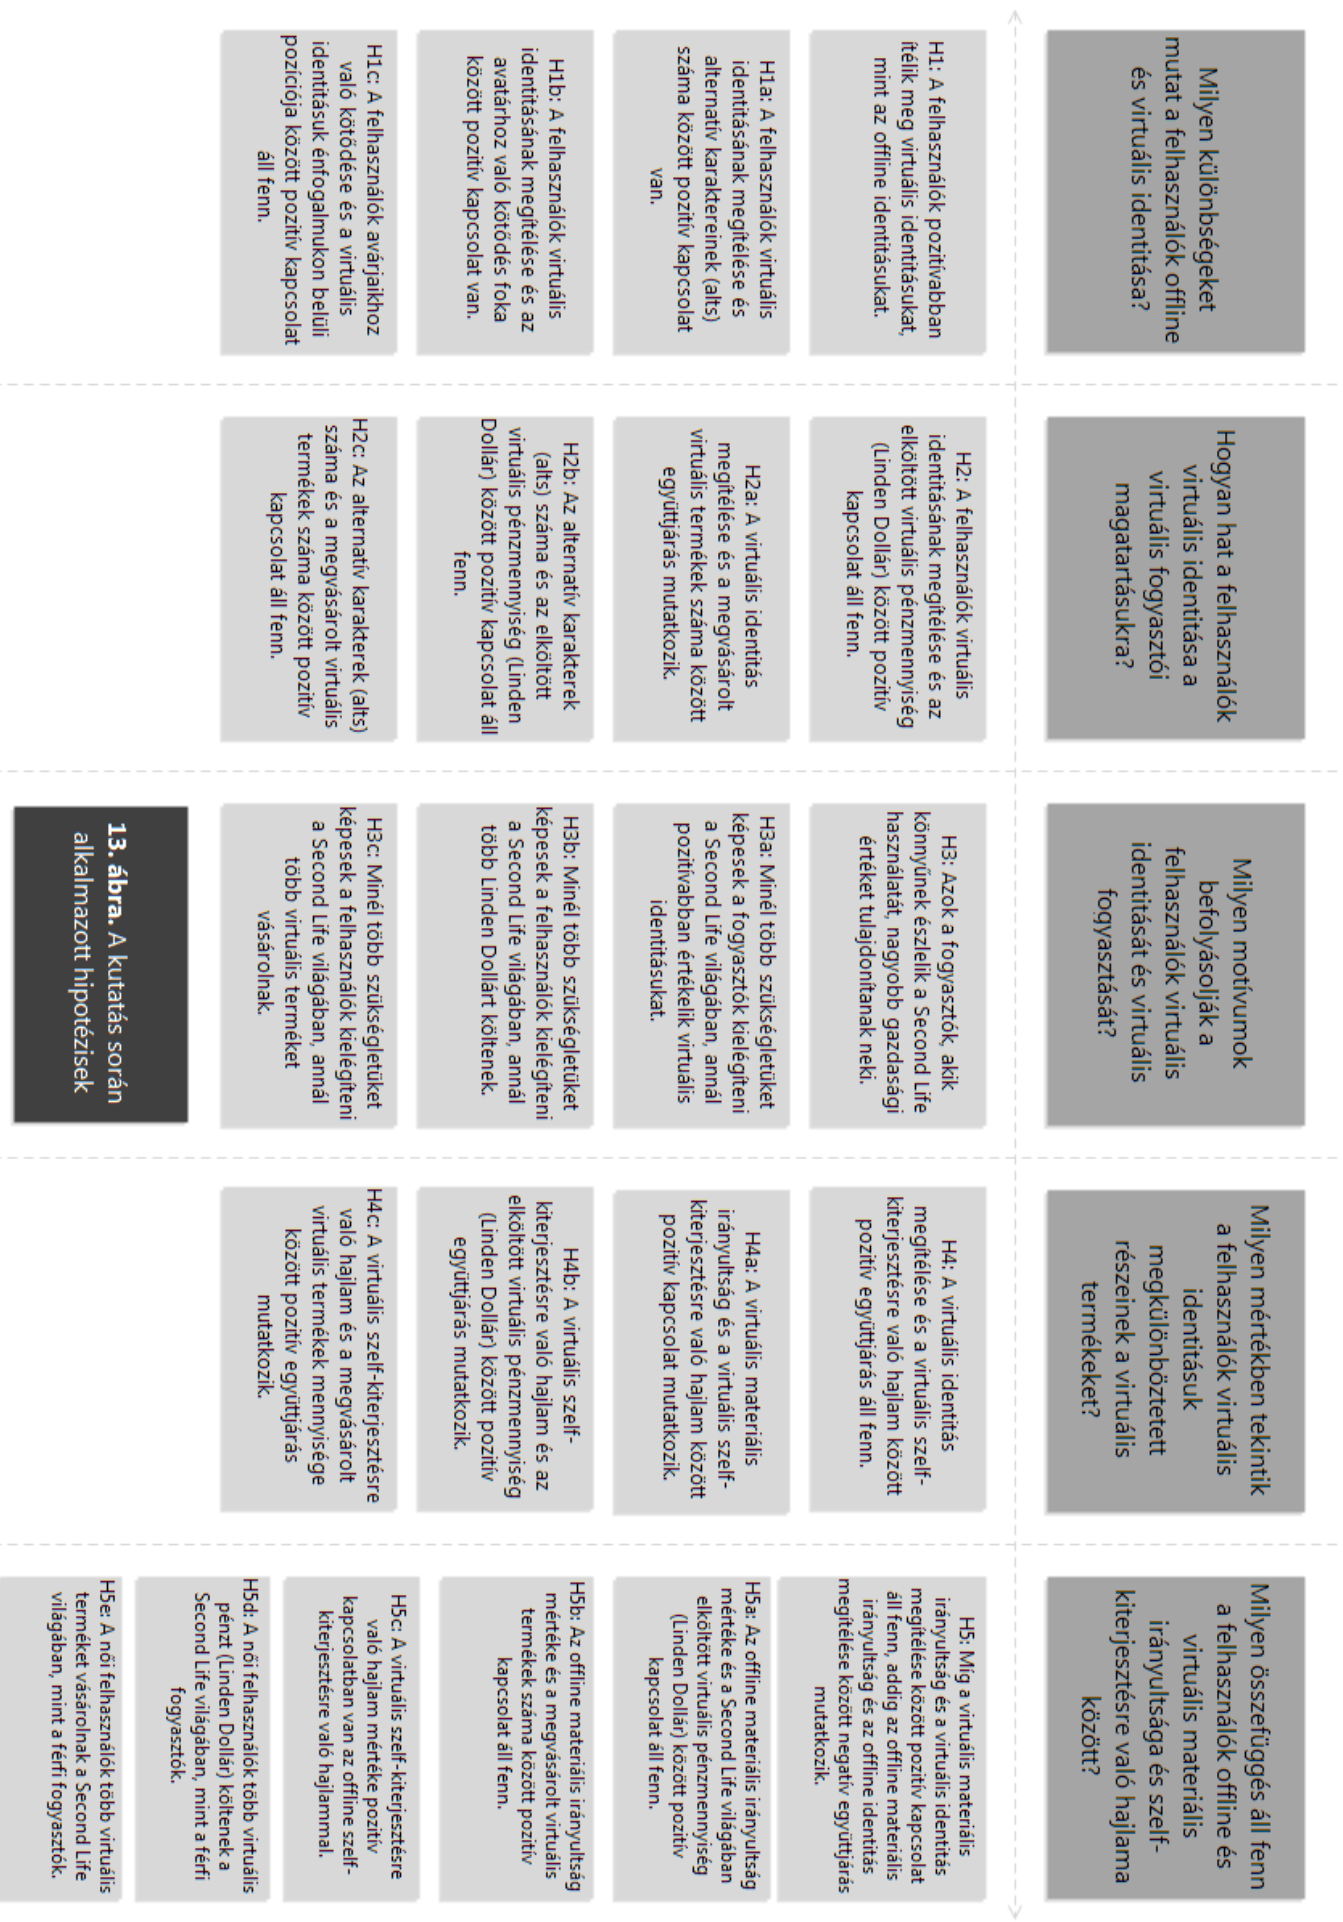 Milyen különbségeket
mutat a felhasználók offline
és virtuális identitása?
H1: A felhasználók pozitívabban
ítélik meg virtuális identitásukat,
mint az offline identitásukat.
H1a: A felhasználók virtuális
identitásának megítélése és
alternatív karaktereinek (alts)
száma között pozitív kapcsolat
van.
H1b: A felhasználók virtuális
identitásának megítélése és az
avatárhoz való kötődés foka
között pozitív kapcsolat van.
H1c: A felhasználók avárjaikhoz
való kötődése és a virtuális
identitásuk énfogalmukon belüli
pozíciója között pozitív kapcsolat
áll fenn.
Hogyan hat a felhasználók
virtuális identitása a
virtuális fogyasztói
magatartásukra?
H2: A felhasználók virtuális
identitásának megítélése és az
elköltött virtuális pénzmennyiség
(Linden Dollár) között pozitív
kapcsolat áll fenn.
H2a: A virtuális identitás
megítélése és a megvásárolt
virtuális termékek száma között
együttjárás mutatkozik.
H2b: Az alternatív karakterek
(alts) száma és az elköltött
virtuális pénzmennyiség (Linden
Dollár) között pozitív kapcsolat áll
fenn.
H2c: Az alternatív karakterek (alts)
száma és a megvásárolt virtuális
termékek száma között pozitív
kapcsolat áll fenn.
Milyen motívumok
befolyásolják a
felhasználók virtuális
identitását és virtuális
fogyasztását?
H3: Azok a fogyasztók, akik
könnyűnek észlelik a Second Life
használatát, nagyobb gazdasági
értéket tulajdonítanak neki.
H3a: Minél több szükségletüket
képesek a fogyasztók kielégíteni
a Second Life világában, annál
pozitívabban értékelik virtuális
identitásukat.
H3b: Minél több szükségletüket
képesek a felhasználók kielégíteni
a Second Life világában, annál
több Linden Dollárt költenek.
H3c: Minél több szükségletüket
képesek a felhasználók kielégíteni
a Second Life világában, annál
több virtuális terméket
vásárolnak.
Milyen mértékben tekintik
a felhasználók virtuális
identitásuk
megkülönböztetett
részeinek a virtuális
termékeket?
H4: A virtuális identitás
megítélése és a virtuális szelf-
kiterjesztésre való hajlam között
pozitív együttjárás áll fenn.
H4a: A virtuális materiális
irányultság és a virtuális szelf-
kiterjesztésre való hajlam között
pozitív kapcsolat mutatkozik.
H4b: A virtuális szelf-
kiterjesztésre való hajlam és az
elköltött virtuális pénzmennyiség
(Linden Dollár) között pozitív
együttjárás mutatkozik.
H4c: A virtuális szelf-kiterjesztésre
való hajlam és a megvásárolt
virtuális termékek mennyisége
között pozitív együttjárás
mutatkozik.
Milyen összefüggés áll fenn
a felhasználók offline és
virtuális materiális
irányultsága és szelf-
kiterjesztésre való hajlama
között?
H5: Míg a virtuális materiális
irányultság és a virtuális identitás
megítélése között pozitív kapcsolat
áll fenn, addig az offline materiális
irányultság és az offline identitás
megítélése között negatív együttjárás
mutatkozik.
H5a: Az offline materiális irányultság
mértéke és a Second Life világában
elköltött virtuális pénzmennyiség
(Linden Dollár) között pozitív
kapcsolat áll fenn.
H5b: Az offline materiális irányultság
mértéke és a megvásárolt virtuális
termékek száma között pozitív
kapcsolat áll fenn.
H5c: A virtuális szelf-kiterjesztésre
való hajlam mértéke pozitív
kapcsolatban van az offline szelf-
kiterjesztésre való hajlammal.
H5d: A női felhasználók több virtuális
pénzt (Linden Dollár) költenek a
Second Life világában, mint a férfi
fogyasztók.
H5e: A női felhasználók több virtuális
terméket vásárolnak a Second Life
világában, mint a férfi fogyasztók.
13. ábra. A kutatás során
alkalmazott hipotézisek